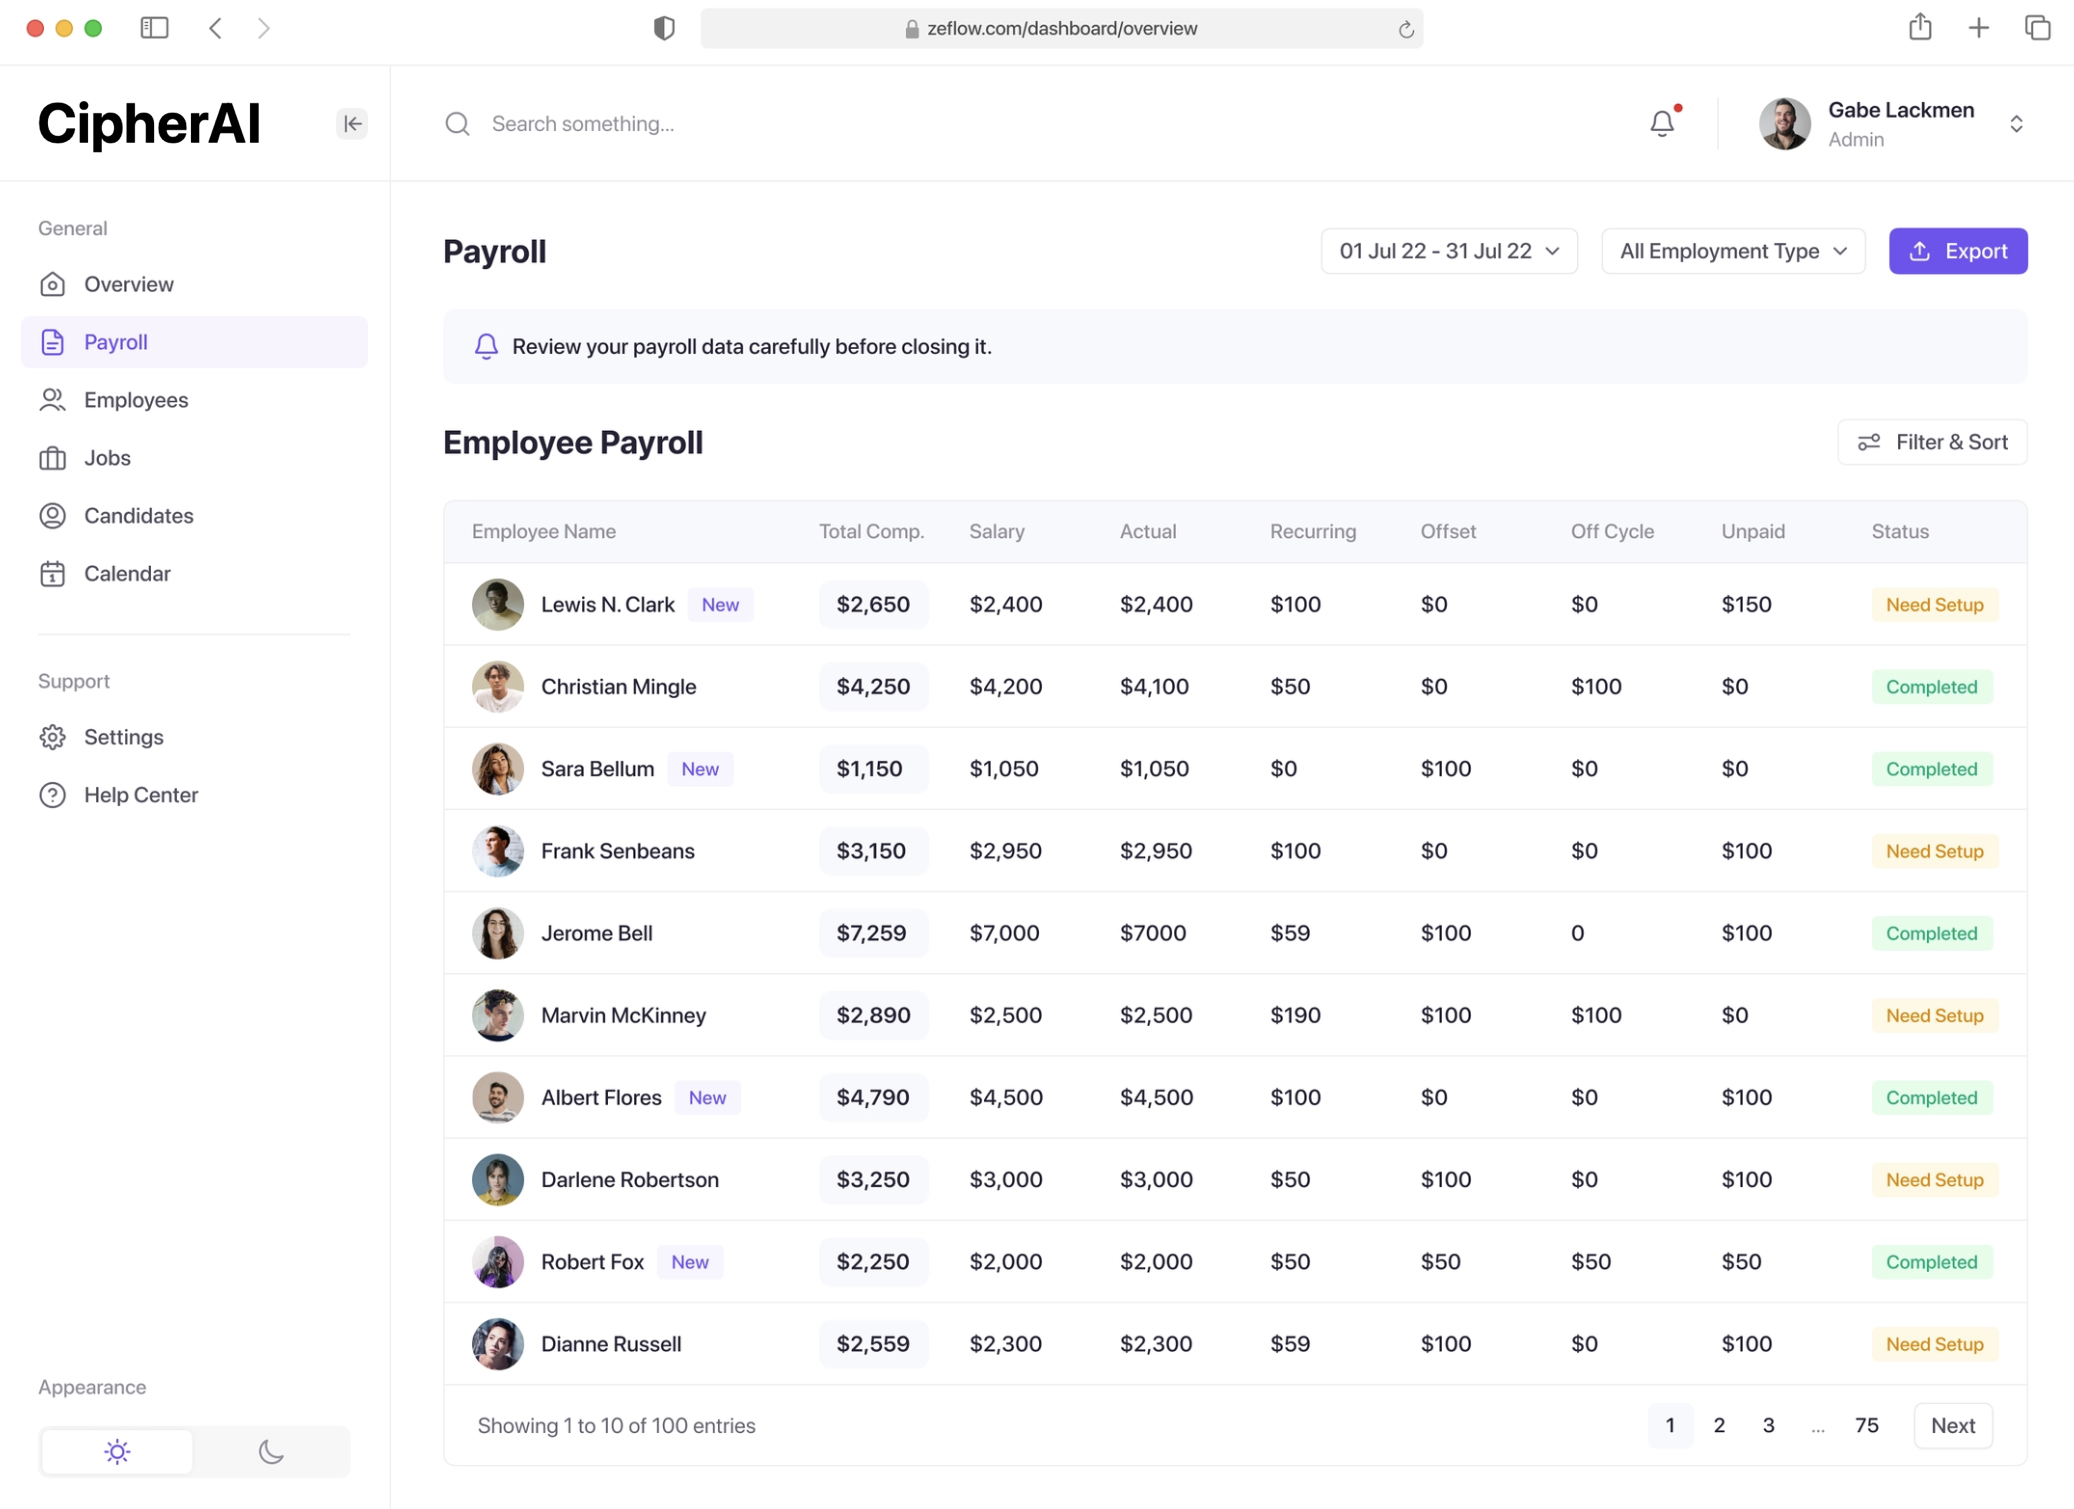 zeflow.com/dashboard/overview
CipherAI
Search something...
Gabe Lackmen
Admin
General
Overview
Payroll
Employees
Jobs
Candidates
1
Calendar
Support
Settings
Help Center
Appearance
Payroll
01 Jul 22 - 31 Jul 22
All Employment Type
Export
Review your payroll data carefully before closing it.
Employee Payroll
Filter & Sort
Employee Name Total Comp. Salary Actual Recurring Offset Off Cycle Unpaid Status
Lewis N. Clark New $2,650 $2,400 $2,400 $100 $0 $0 $150 Need Setup
Christian Mingle $4,250 $4,200 $4,100 $50 $0 $100 $0 Completed
Sara Bellum New $1,150 $1,050 $1,050 $0 $100 $0 $0 Completed
Frank Senbeans $3,150 $2,950 $2,950 $100 $0 $0 $100 Need Setup
Jerome Bell $7,259 $7,000 $7000 $59 $100 0 $100 Completed
Marvin McKinney $2,890 $2,500 $2,500 $190 $100 $100 $0 Need Setup
Albert Flores New $4,790 $4,500 $4,500 $100 $0 $0 $100 Completed
Darlene Robertson $3,250 $3,000 $3,000 $50 $100 $0 $100 Need Setup
Robert Fox New $2,250 $2,000 $2,000 $50 $50 $50 $50 Completed
Dianne Russell $2,559 $2,300 $2,300 $59 $100 $0 $100 Need Setup
Showing 1 to 10 of 100 entries
1 2 3 ... 75 Next